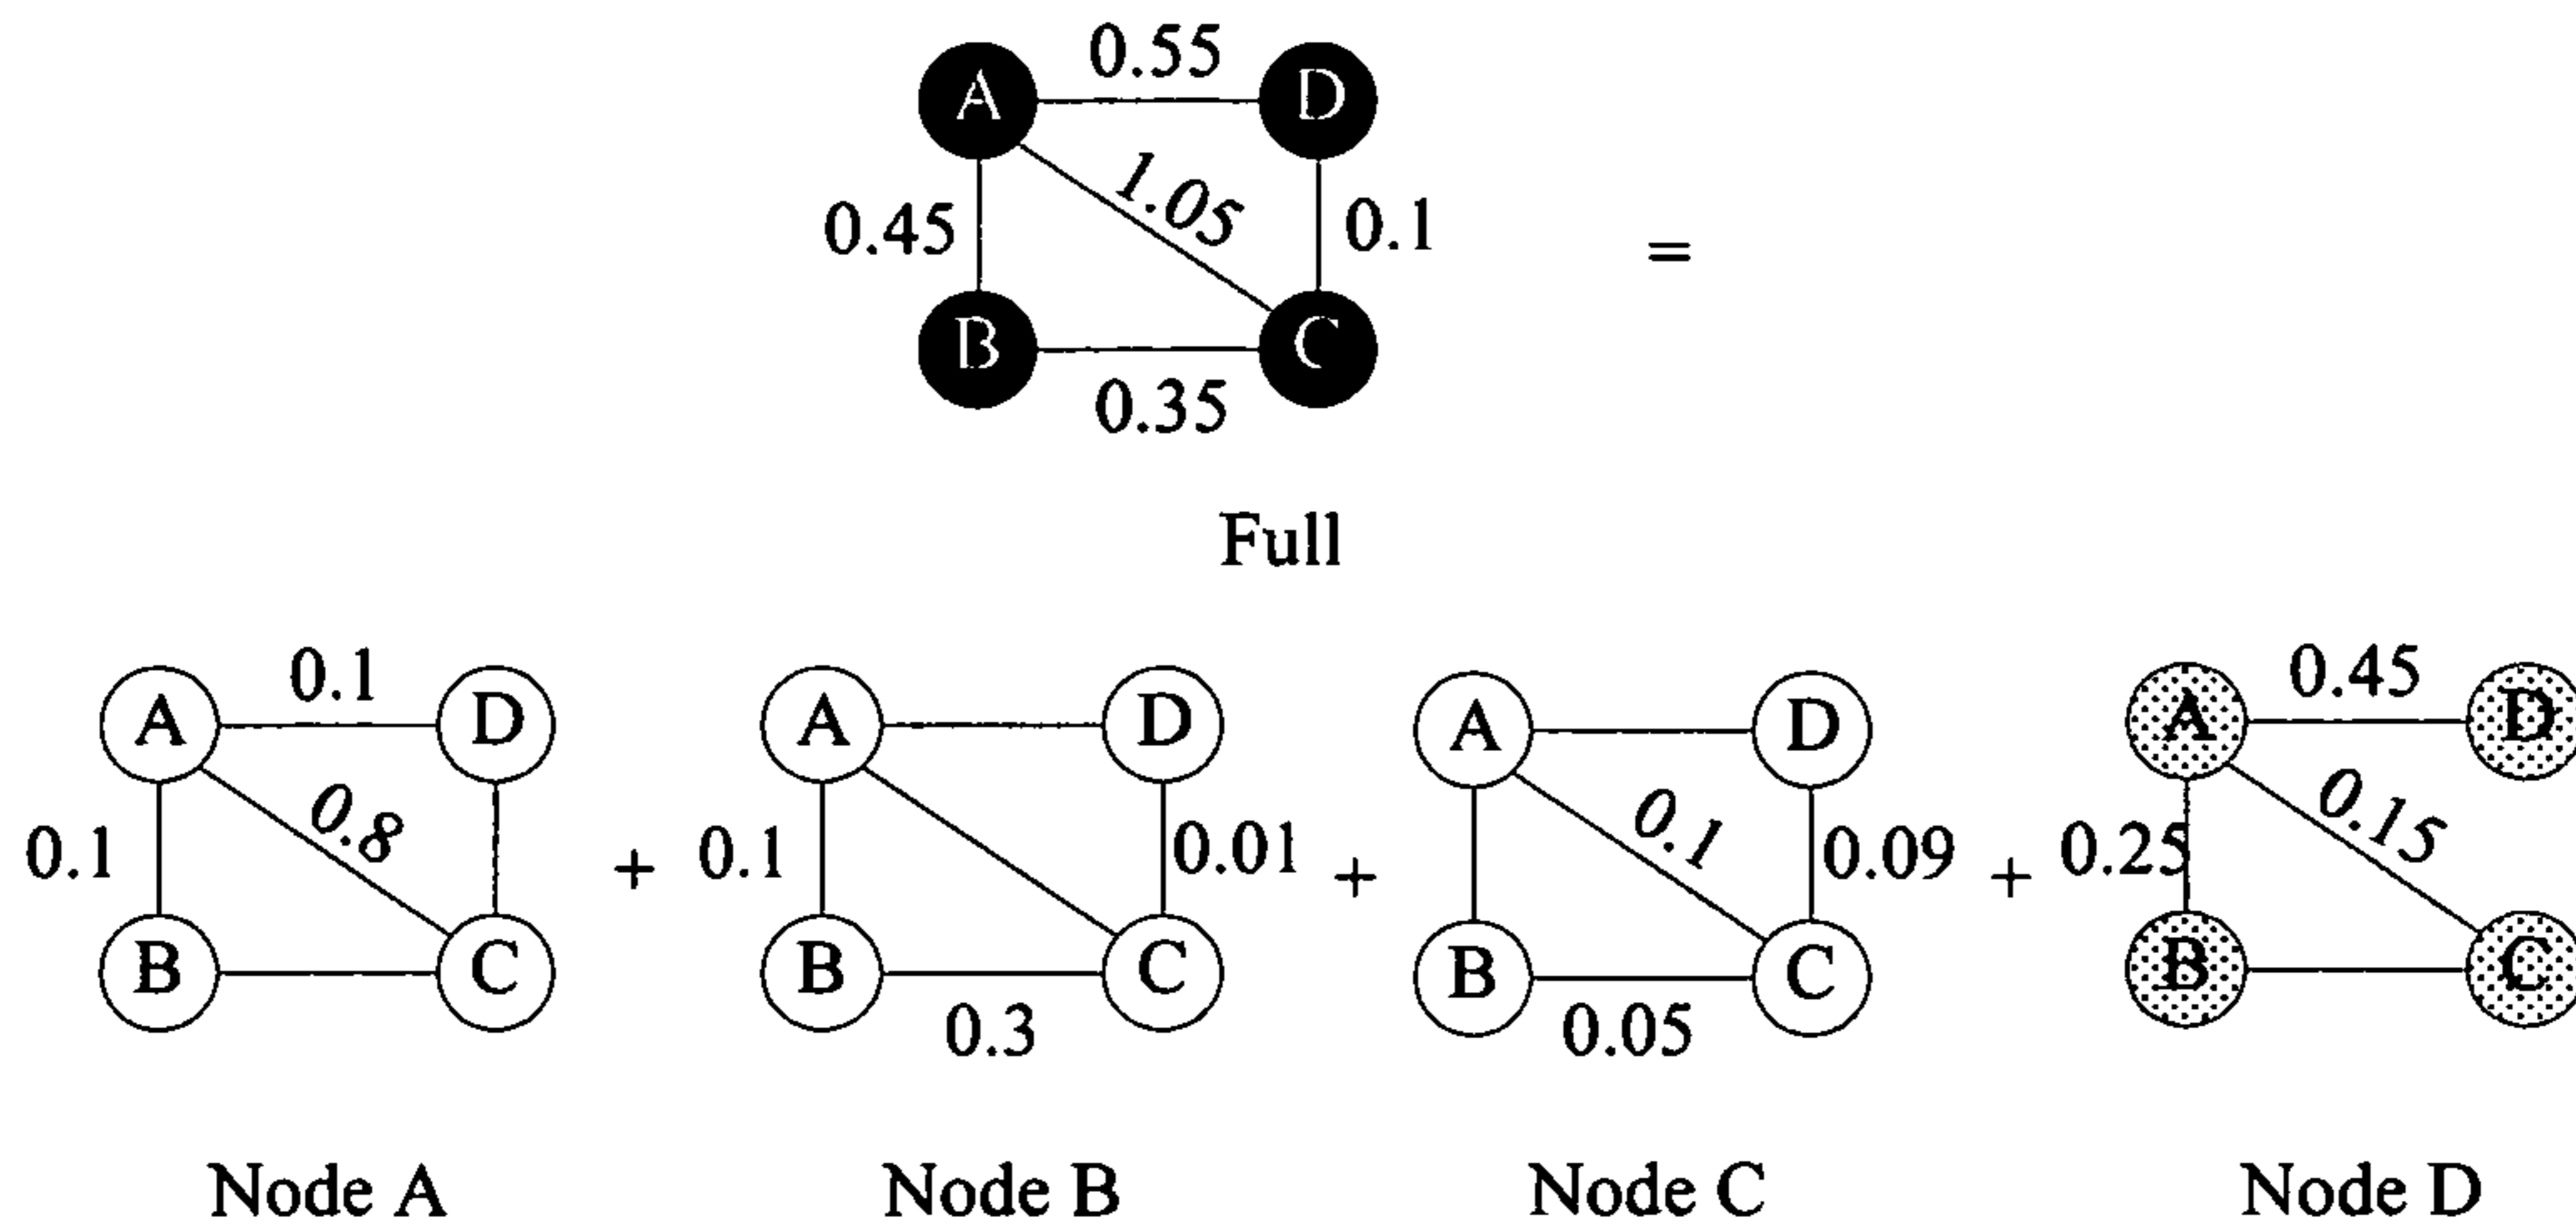 0.55
A D
1.05
0.45 0.1 =
B C
0.35
Full
0.1 0.45
A D A D A D A D
0.8 0.1 0.15
0.1 + 0.1 0.01 + 0.09 + 0.25
B C B C B C B C
0.3 0.05
Node A Node B Node C Node D